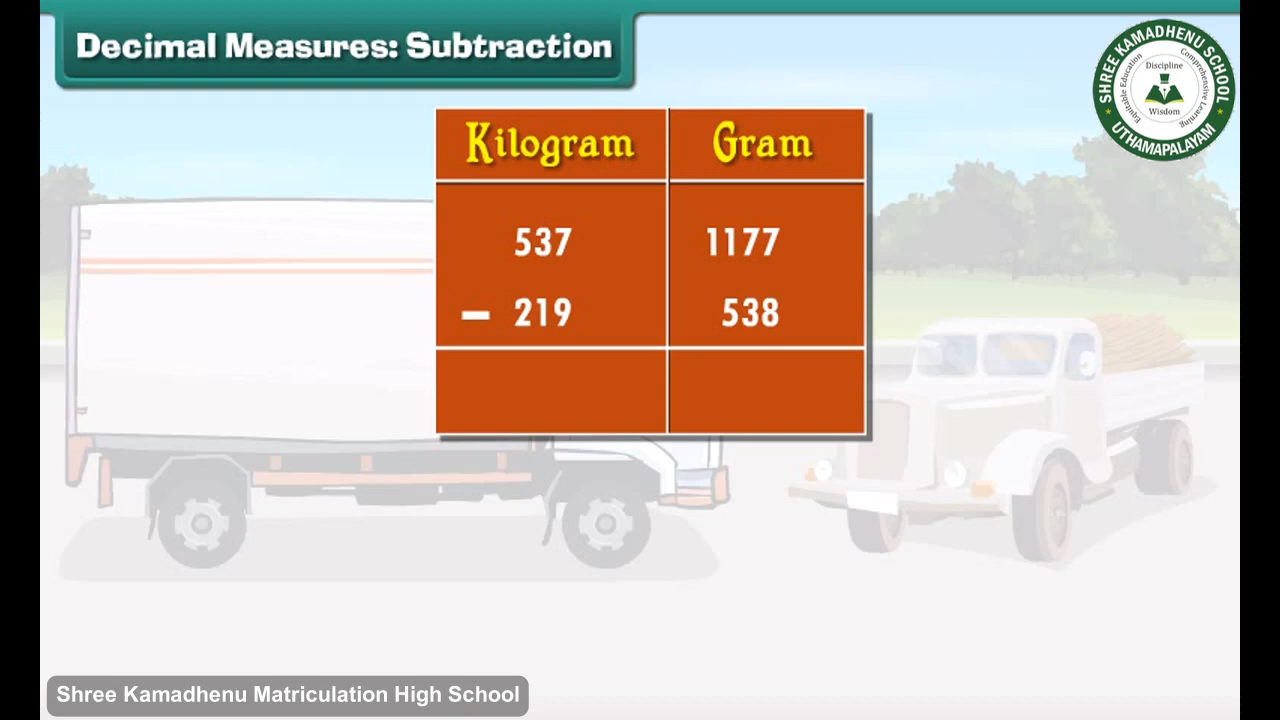 Decimal Measures: Subtraction
SHREE KAMADHENU SCHOOL
Equitable Education
Discipline
Comprehensive Learning
Wisdom
UTHAMAPALAYAM
Kilogram Gram
537 1177
– 219 538
Shree Kamadhenu Matriculation High School